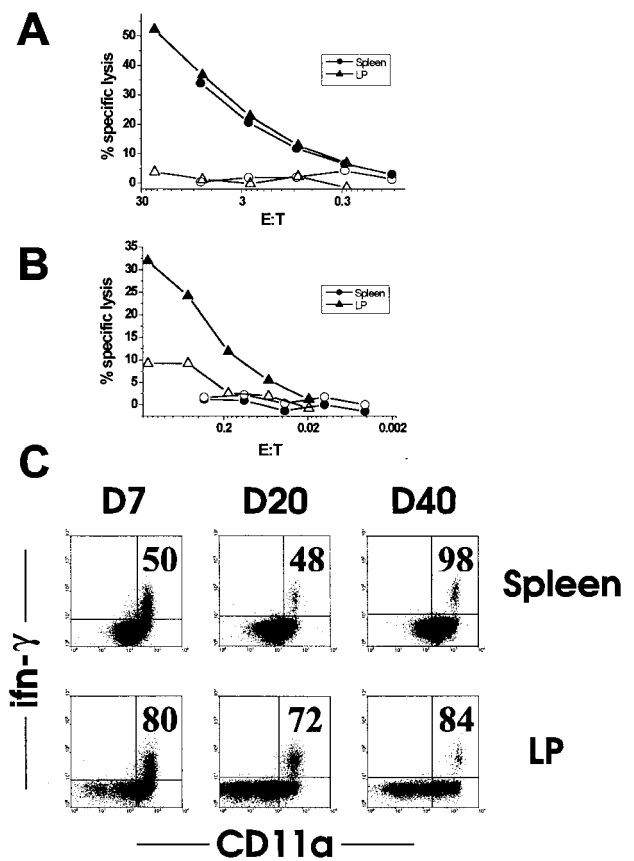 A
% specific lysis
50
40
30
20
10
0
Spleen
LP
30
3
0.3
E:T
B
% specific lysis
35
30
25
20
15
10
5
0
Spleen
LP
0.2
0.02
0.002
E:T
C
D7
D20
D40
50
48
98
Spleen
80
72
84
LP
ifn-γ
CD11a